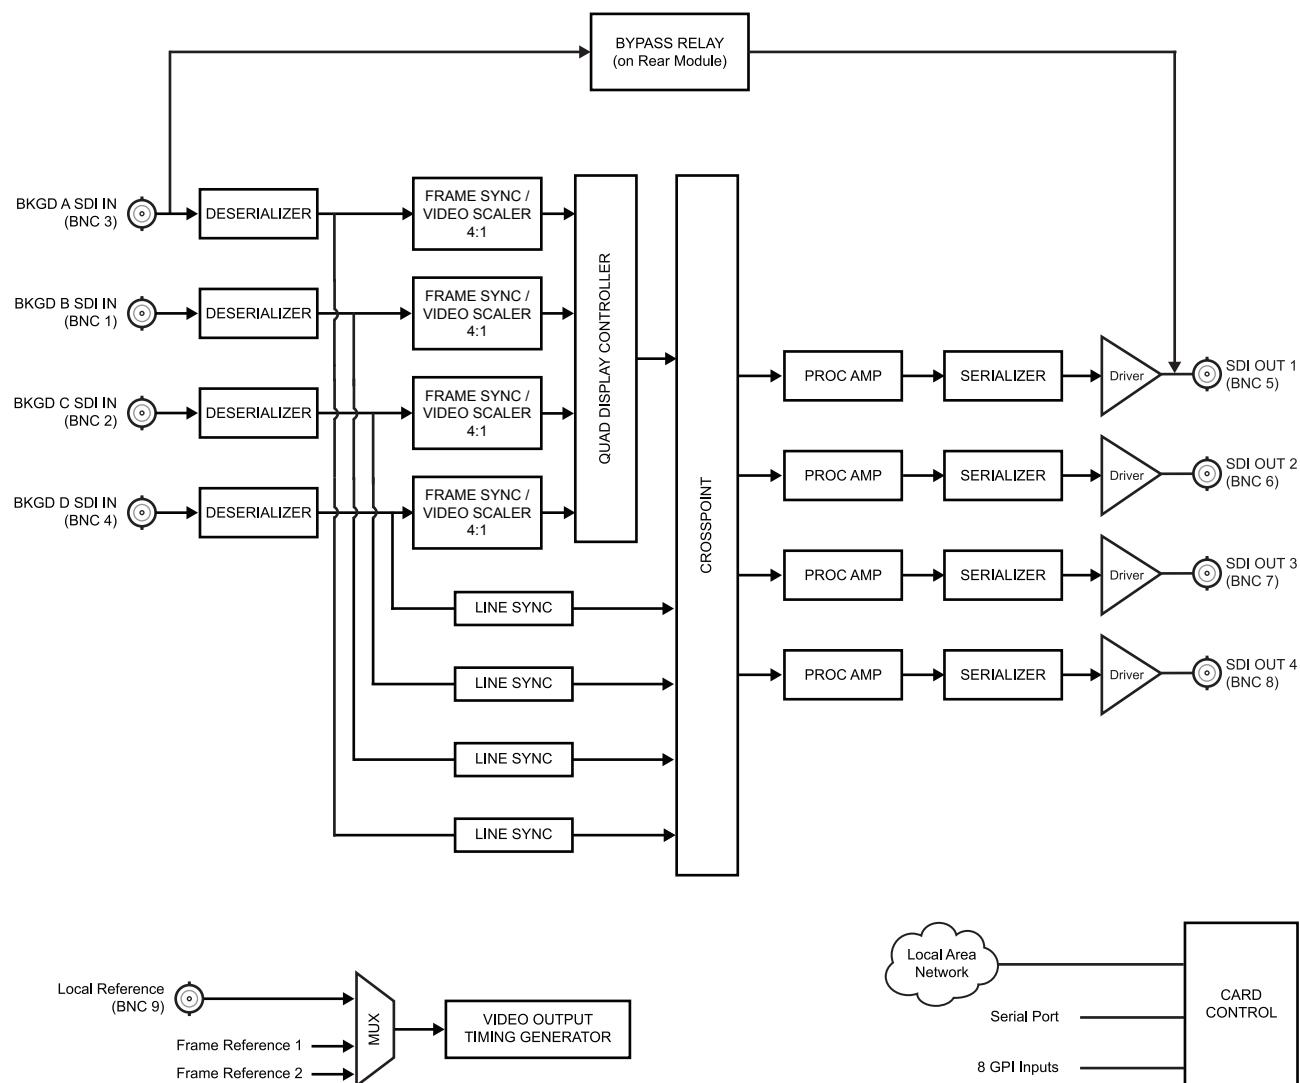 BYPASS RELAY
(on Rear Module)
BKGD A SDI IN
(BNC 3)
DESERIALIZER
FRAME SYNC /
VIDEO SCALER
4:1
BKGD B SDI IN
(BNC 1)
DESERIALIZER
FRAME SYNC /
VIDEO SCALER
4:1
BKGD C SDI IN
(BNC 2)
DESERIALIZER
FRAME SYNC /
VIDEO SCALER
4:1
BKGD D SDI IN
(BNC 4)
DESERIALIZER
FRAME SYNC /
VIDEO SCALER
4:1
QUAD DISPLAY CONTROLLER
LINE SYNC
LINE SYNC
LINE SYNC
LINE SYNC
CROSSPOINT
PROC AMP
SERIALIZER
Driver
SDI OUT 1
(BNC 5)
PROC AMP
SERIALIZER
Driver
SDI OUT 2
(BNC 6)
PROC AMP
SERIALIZER
Driver
SDI OUT 3
(BNC 7)
PROC AMP
SERIALIZER
Driver
SDI OUT 4
(BNC 8)
Local Reference
(BNC 9)
Frame Reference 1
Frame Reference 2
MUX
VIDEO OUTPUT
TIMING GENERATOR
Local Area
Network
Serial Port
8 GPI Inputs
CARD
CONTROL